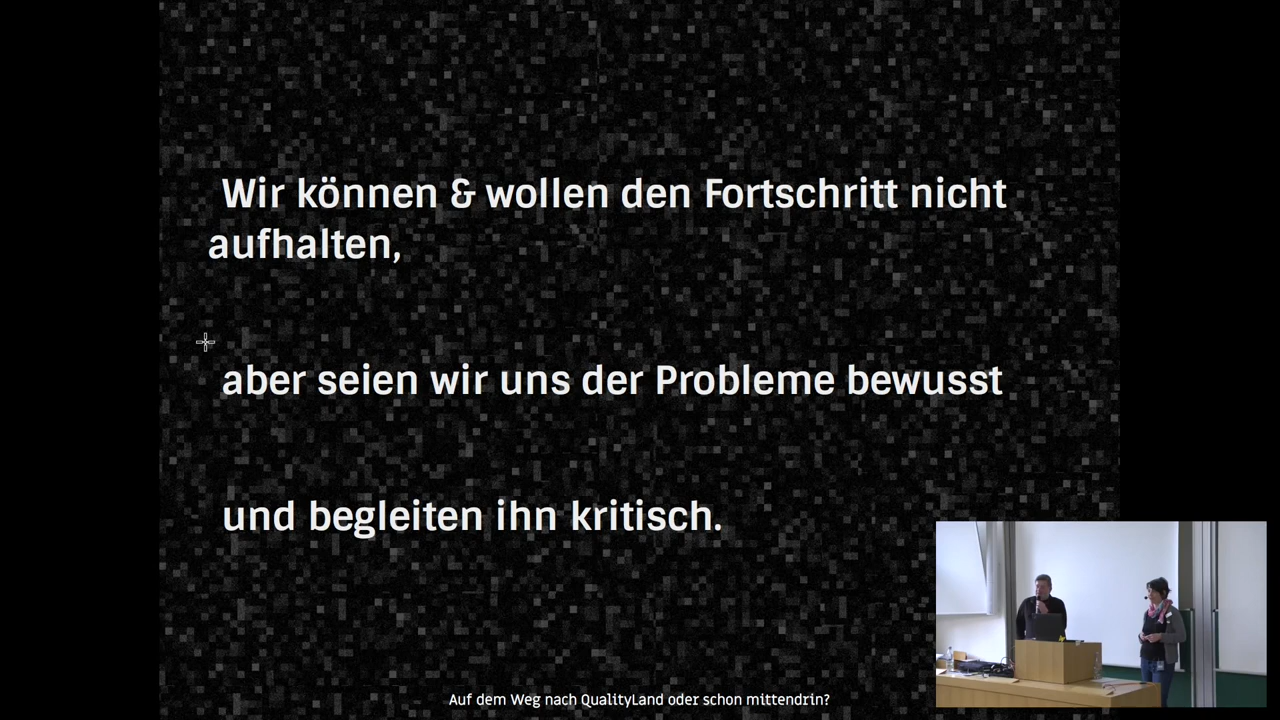 Wir können & wollen den Fortschritt nicht
aufhalten,
aber seien wir uns der Probleme bewusst
und begleiten ihn kritisch.
Auf dem Weg nach QualityLand oder schon mittendrin?